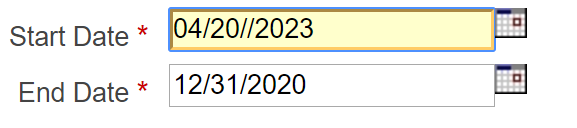 Start Date * 04/20//2023
End Date * 12/31/2020